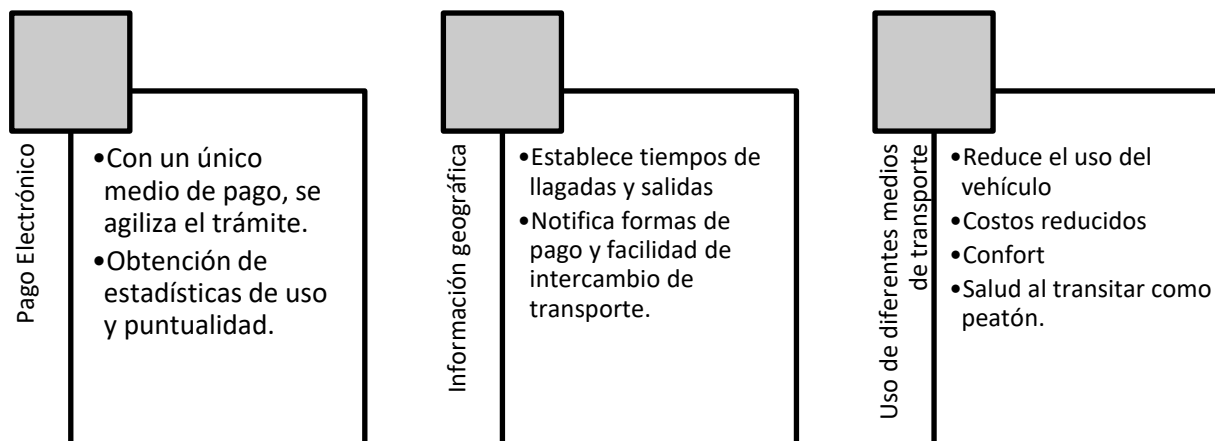 Pago Electrónico
•Con un único
medio de pago, se
agiliza el trámite.
•Obtención de
estadísticas de uso
y puntualidad.
Información geográfica
•Establece tiempos de
llagadas y salidas
•Notifica formas de
pago y facilidad de
intercambio de
transporte.
Uso de diferentes medios
de transporte
•Reduce el uso del
vehículo
•Costos reducidos
•Confort
•Salud al transitar como
peatón.